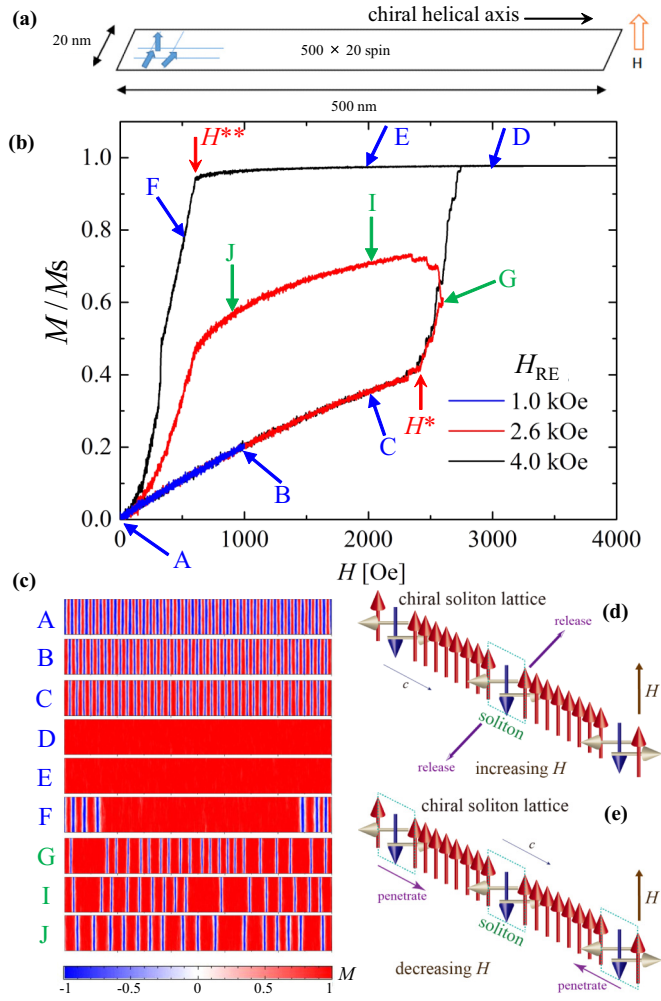 (a)
chiral helical axis
20 nm
500 × 20 spin
H
500 nm
(b)
H**
E
D
F
I
J
G
M / Ms
1.0
0.8
0.6
0.4
0.2
0.0
H_RE
1.0 kOe
2.6 kOe
4.0 kOe
H*
C
B
A
0 1000 2000 3000 4000
H [Oe]
(c)
A
B
C
D
E
F
G
I
J
-1 -0.5 0 0.5 1
M
chiral soliton lattice
(d)
release
c
H
soliton
release
increasing H
chiral soliton lattice
(e)
c
H
penetrate
soliton
decreasing H
penetrate